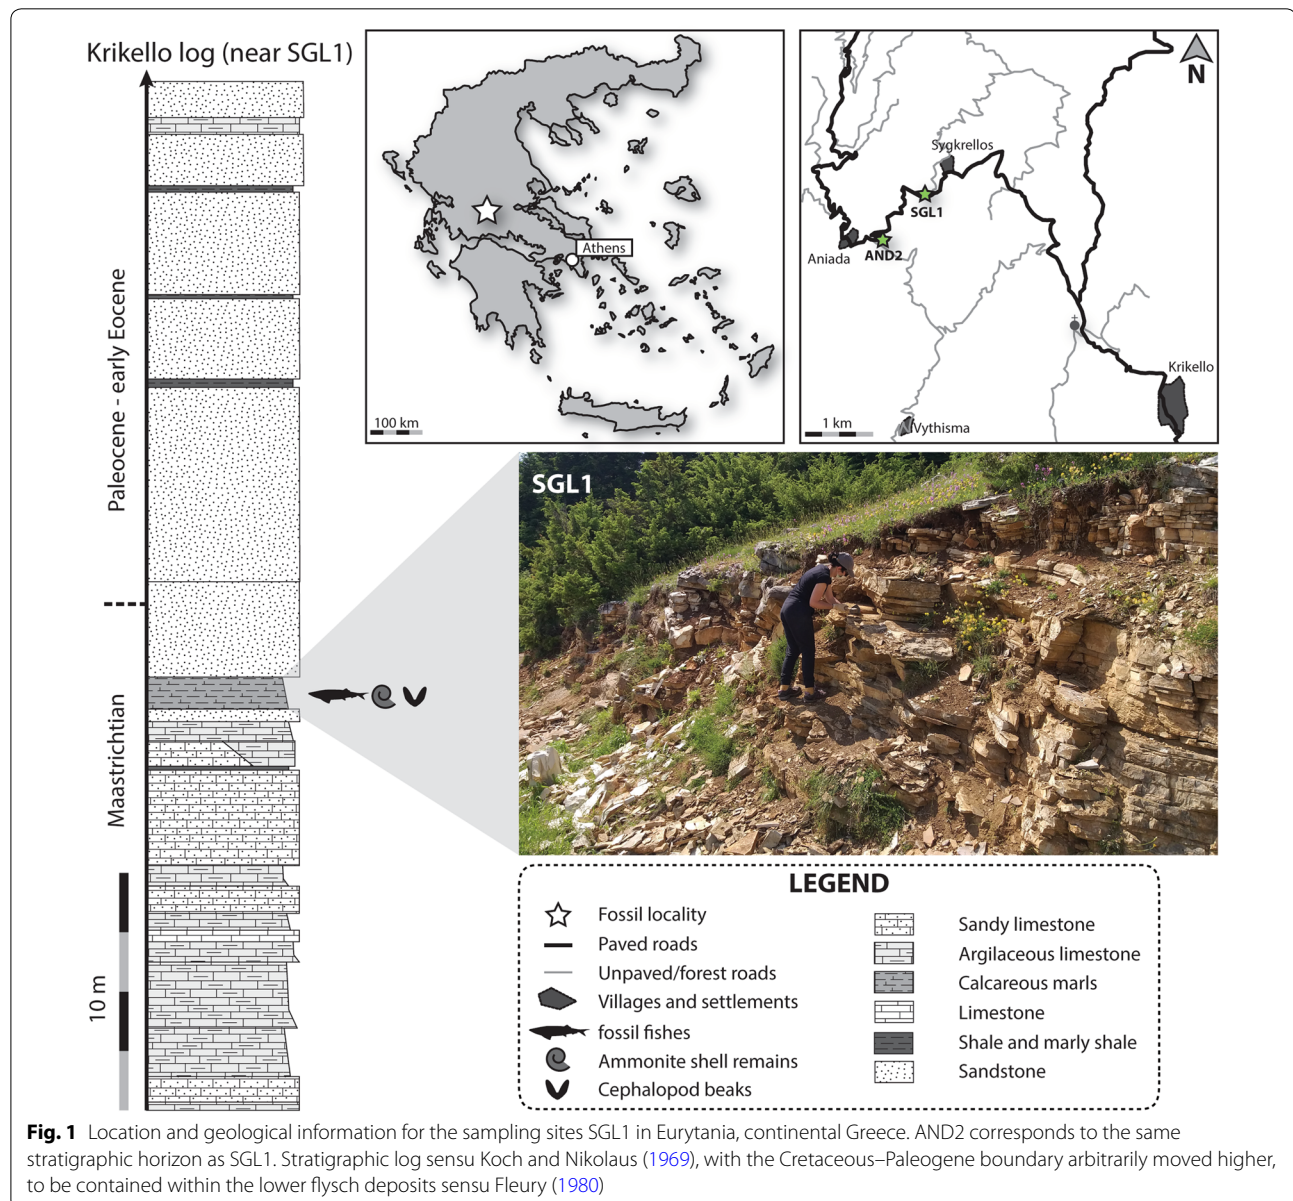 Krikello log (near SGL1)
Paleocene - early Eocene
Maastrichtian
10 m
Athens
100 km
N
Sygkrellos
SGL1
Aniada
AND2
Krikello
1 km
Vythisma
SGL1
LEGEND
Fossil locality
Paved roads
Unpaved/forest roads
Villages and settlements
fossil fishes
Ammonite shell remains
Cephalopod beaks
Sandy limestone
Argilaceous limestone
Calcareous marls
Limestone
Shale and marly shale
Sandstone
Fig. 1 Location and geological information for the sampling sites SGL1 in Eurytania, continental Greece. AND2 corresponds to the same
stratigraphic horizon as SGL1. Stratigraphic log sensu Koch and Nikolaus (1969), with the Cretaceous–Paleogene boundary arbitrarily moved higher,
to be contained within the lower flysch deposits sensu Fleury (1980)